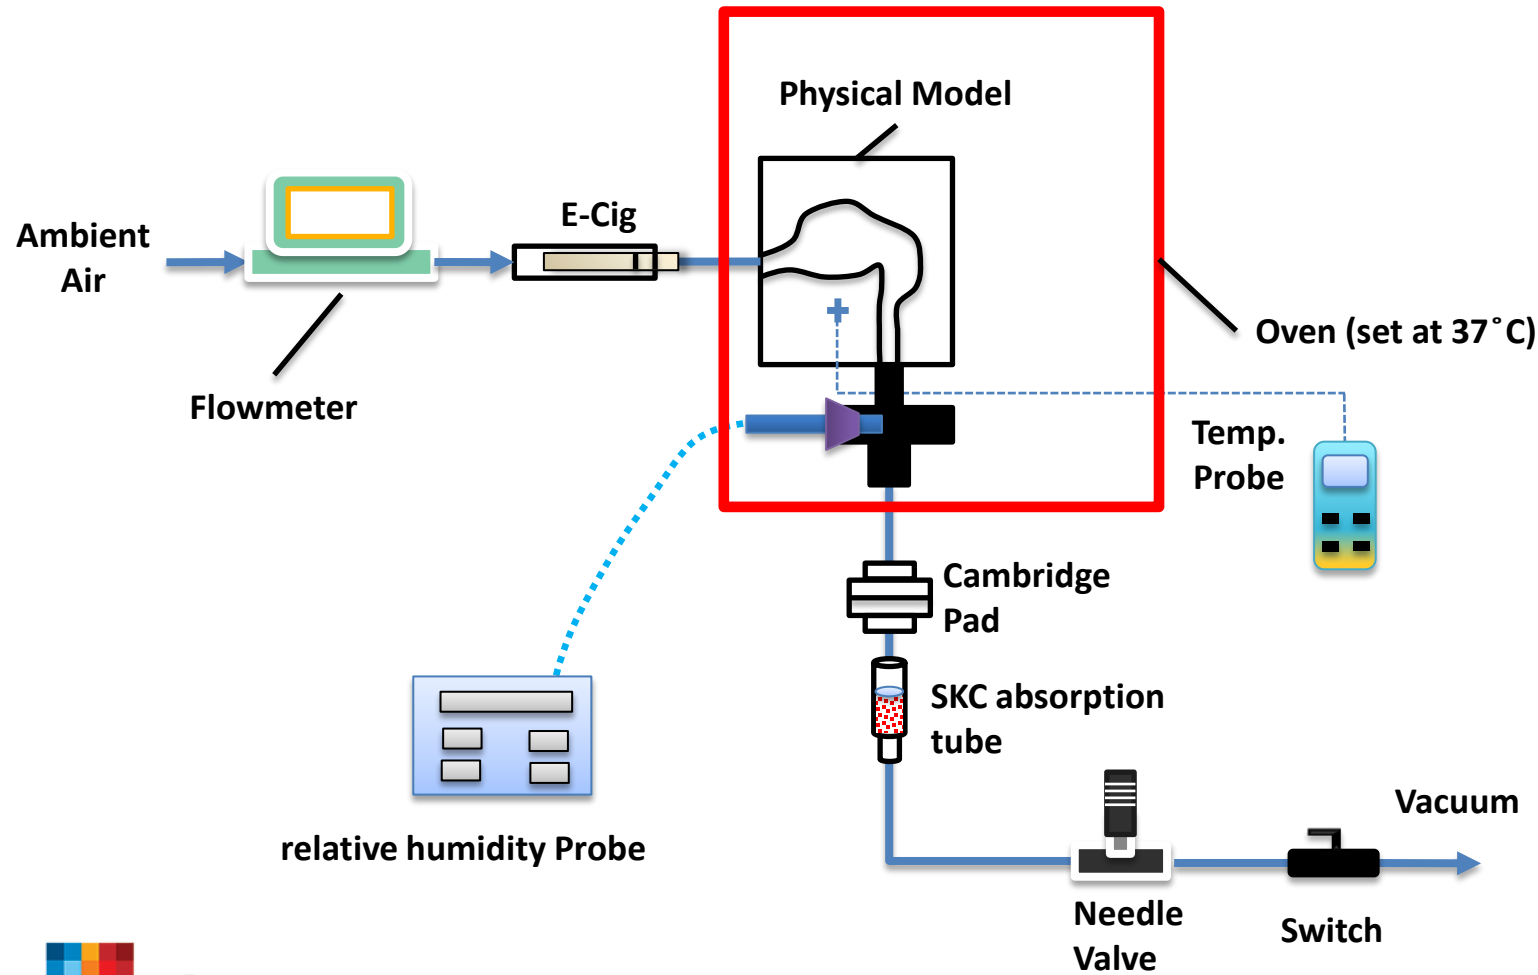 Physical Model
E-Cig
Ambient
Air
Flowmeter
Oven (set at 37˚C)
Temp.
Probe
Cambridge
Pad
SKC absorption
tube
relative humidity Probe
Vacuum
Needle
Valve
Switch